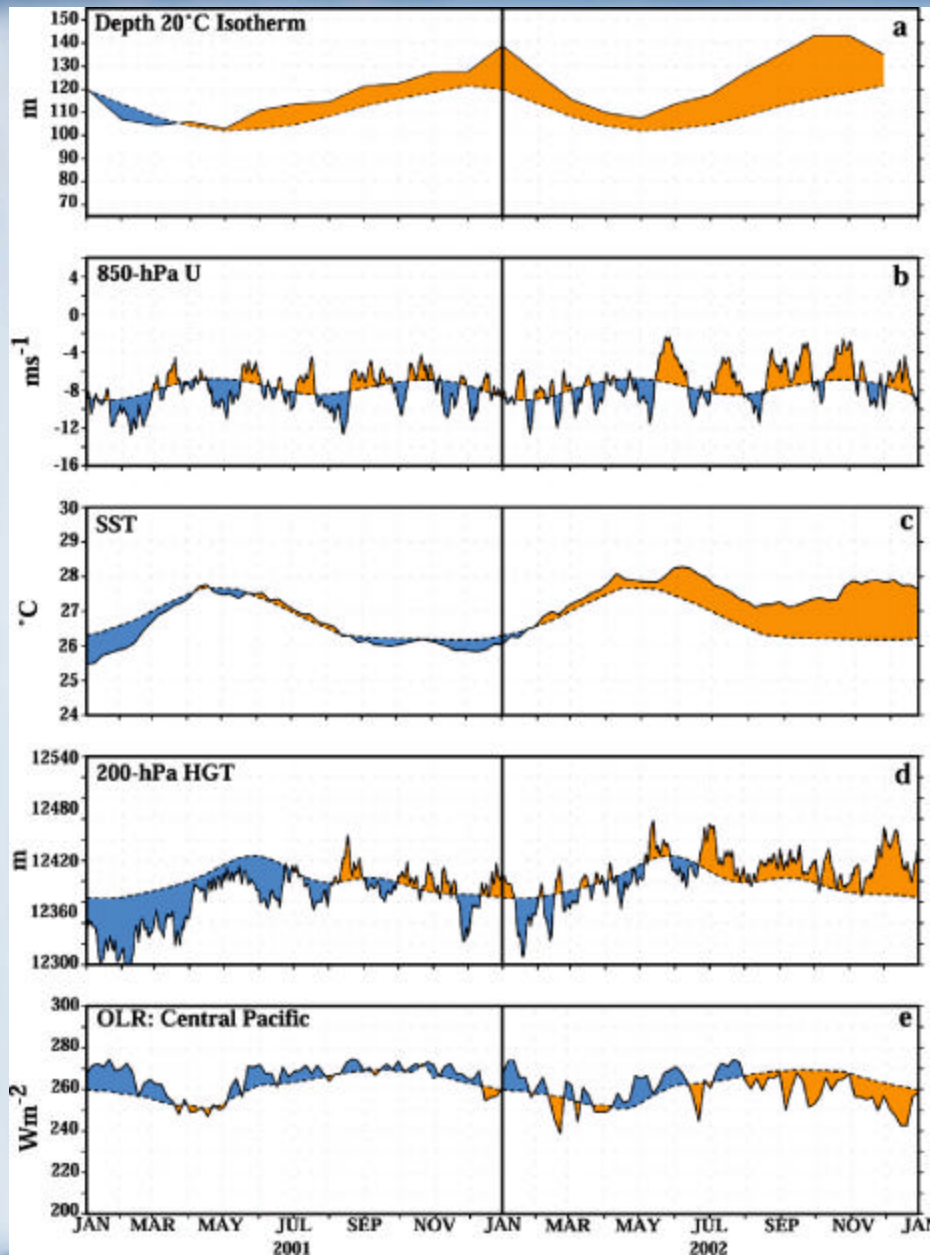 Depth 20°C Isotherm
a
150
140
130
120
110
100
90
80
70
m
850-hPa U
b
4
0
-4
-8
-12
-16
ms⁻¹
SST
c
30
29
28
27
26
25
24
°C
200-hPa HGT
d
12540
12480
12420
12360
12300
m
OLR: Central Pacific
e
300
280
260
240
220
200
Wm⁻²
JAN MAR MAY JUL SEP NOV JAN MAR MAY JUL SEP NOV JAN
2001 2002